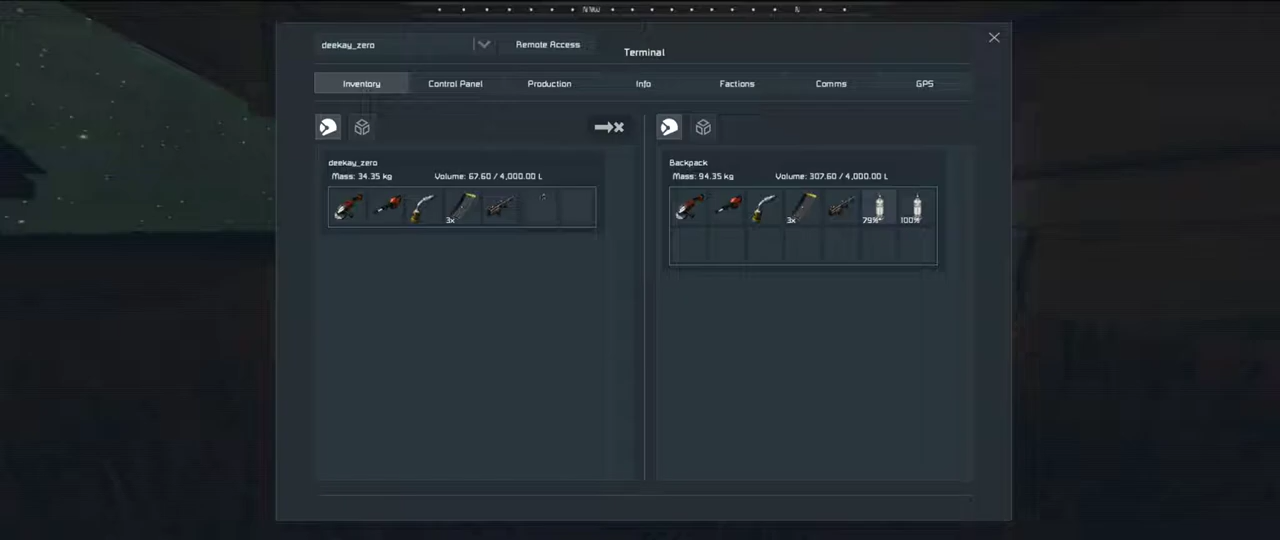 NNW N
deekay_zero Remote Access
Terminal
Inventory Control Panel Production Info Factions Comms GPS
deekay_zero
Mass: 34.35 kg Volume: 67.60 / 4,000.00 L
3x
Backpack
Mass: 94.35 kg Volume: 307.60 / 4,000.00 L
3x 79%* 100%